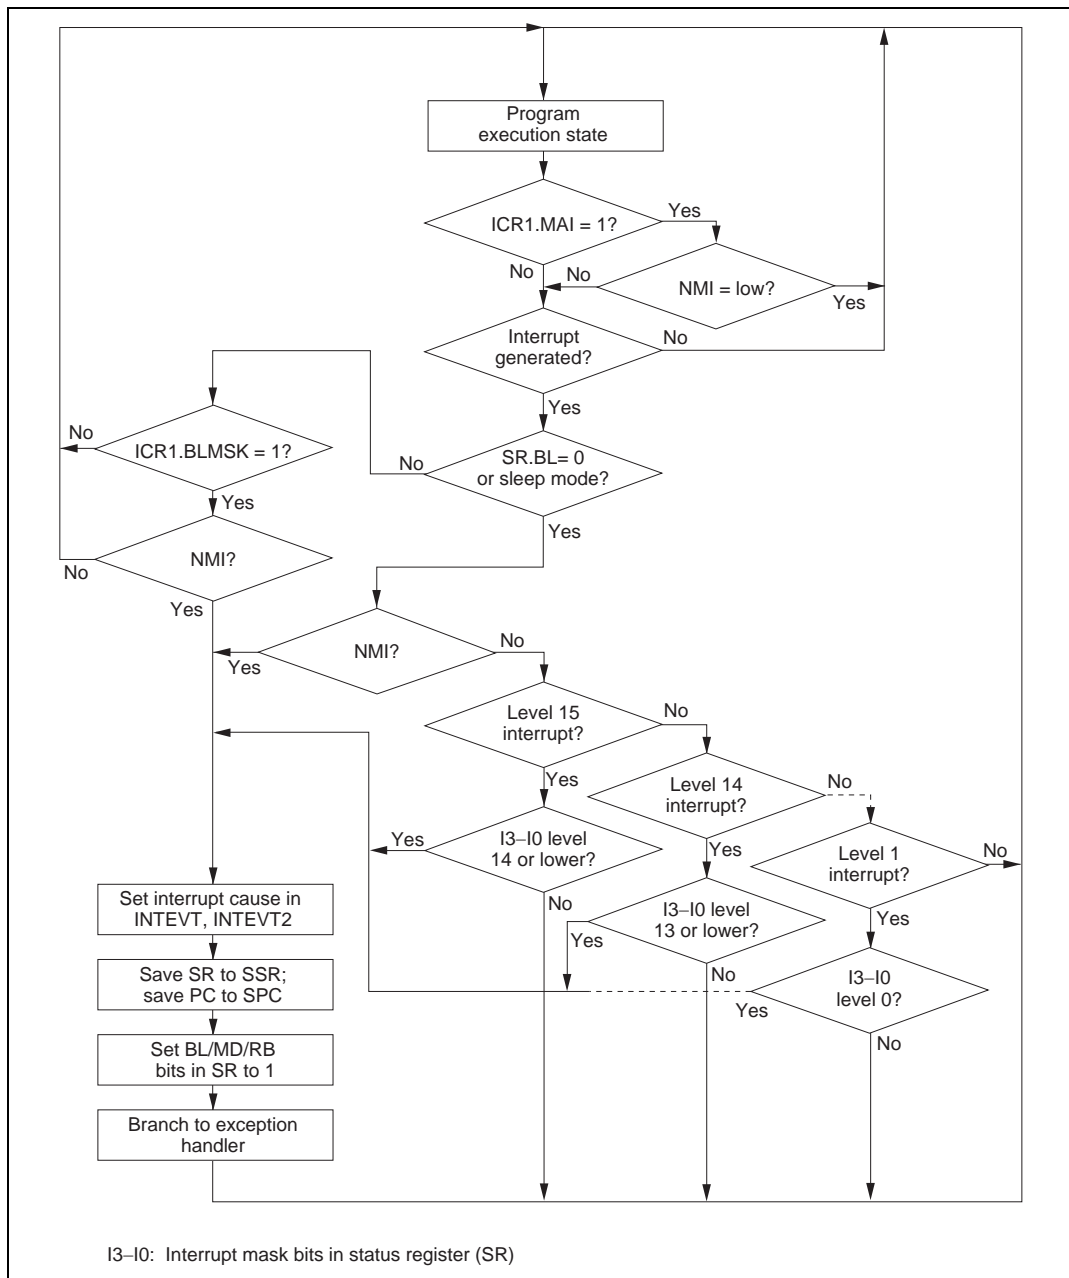 Program
execution state
ICR1.MAI = 1?
Yes
No
NMI = low?
No
Yes
Interrupt
generated?
No
Yes
SR.BL= 0
or sleep mode?
No
Yes
ICR1.BLMSK = 1?
No
Yes
NMI?
No
Yes
NMI?
Yes
No
Level 15
interrupt?
No
Yes
Level 14
interrupt?
No
Yes
Level 1
interrupt?
No
Yes
I3–I0 level
14 or lower?
Yes
No
I3–I0 level
13 or lower?
Yes
No
I3–I0
level 0?
Yes
No
Set interrupt cause in
INTEVT, INTEVT2
Save SR to SSR;
save PC to SPC
Set BL/MD/RB
bits in SR to 1
Branch to exception
handler
I3–I0: Interrupt mask bits in status register (SR)